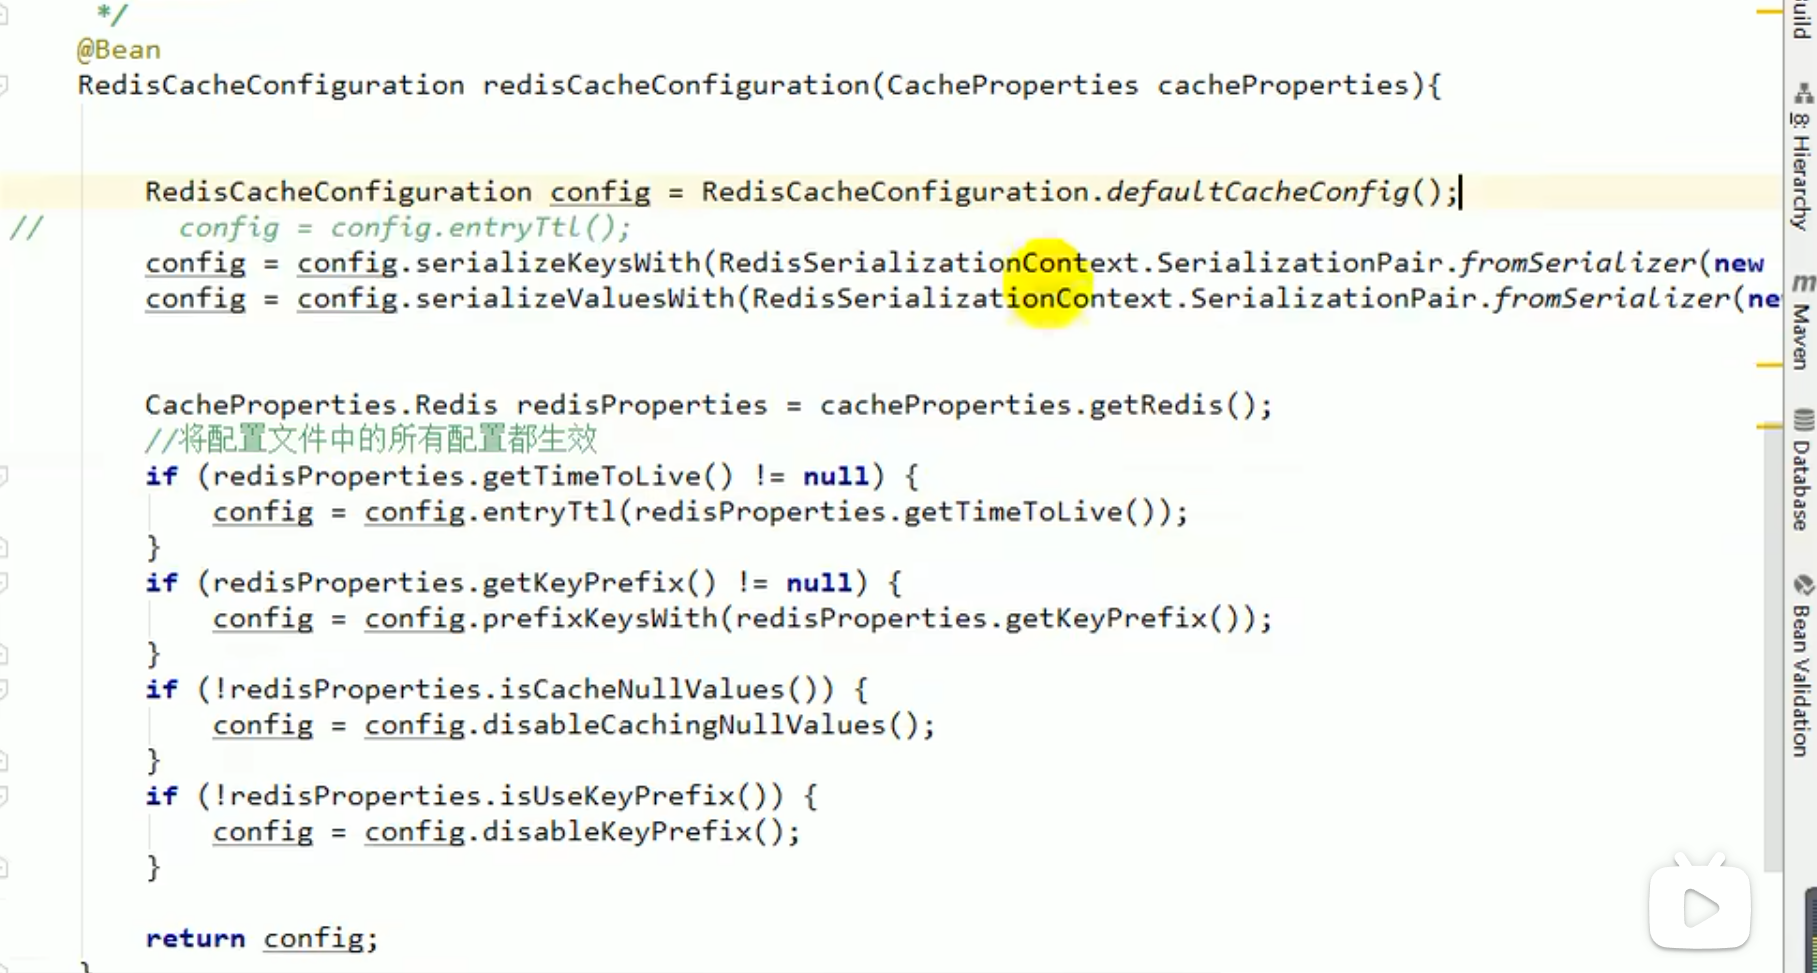 */
@Bean
RedisCacheConfiguration redisCacheConfiguration(CacheProperties cacheProperties){
RedisCacheConfiguration config = RedisCacheConfiguration.defaultCacheConfig();
// config = config.entryTtl();
config = config.serializeKeysWith(RedisSerializationContext.SerializationPair.fromSerializer(new
config = config.serializeValuesWith(RedisSerializationContext.SerializationPair.fromSerializer(ne
CacheProperties.Redis redisProperties = cacheProperties.getRedis();
//将配置文件中的所有配置都生效
if (redisProperties.getTimeToLive() != null) {
config = config.entryTtl(redisProperties.getTimeToLive());
}
if (redisProperties.getKeyPrefix() != null) {
config = config.prefixKeysWith(redisProperties.getKeyPrefix());
}
if (!redisProperties.isCacheNullValues()) {
config = config.disableCachingNullValues();
}
if (!redisProperties.isUseKeyPrefix()) {
config = config.disableKeyPrefix();
}
return config;
}
uild
8: Hierarchy
m Maven
Database
Bean Validation